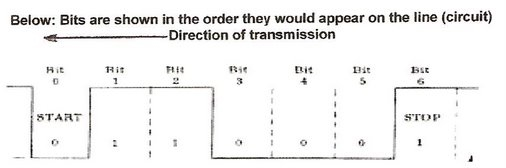 Below: Bits are shown in the order they would appear on the line (circuit)
Direction of transmission
Bit Bit Bit Bit Bit Bit Bit
0 1 2 3 4 5 6
START STOP
0 1 1 0 0 0 1